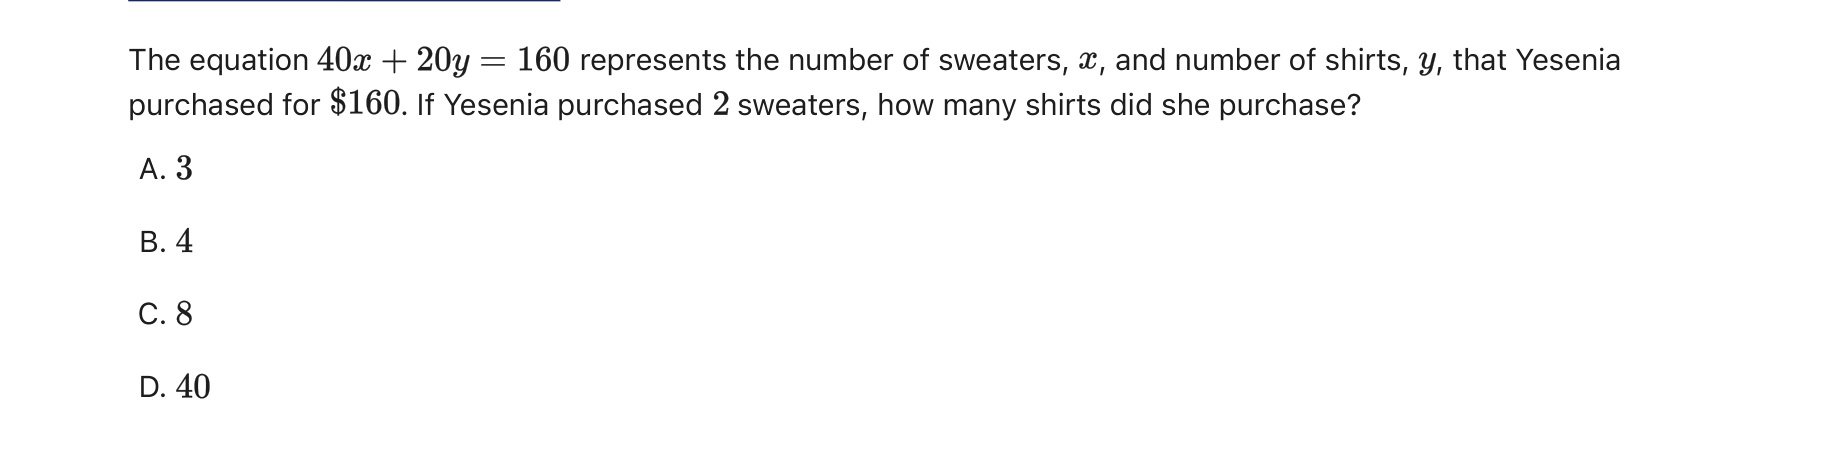 The equation 40x + 20y = 160 represents the number of sweaters, x, and number of shirts, y, that Yesenia
purchased for $160. If Yesenia purchased 2 sweaters, how many shirts did she purchase?
A. 3
B. 4
C. 8
D. 40